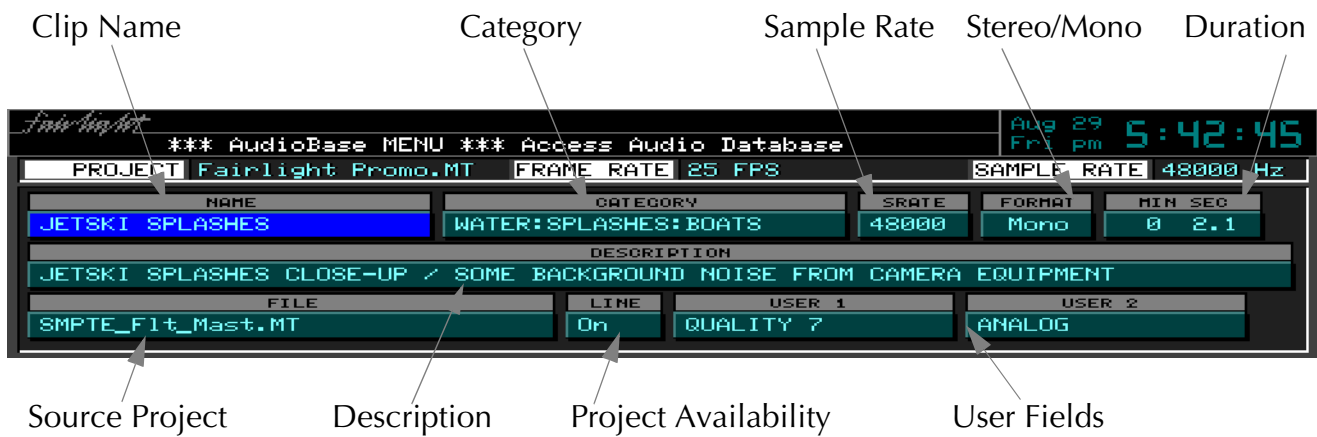 Clip Name Category Sample Rate Stereo/Mono Duration
fairlight Aug 29
*** AudioBase MENU *** Access Audio Database Fri pm 5:42:45
PROJECT Fairlight Promo.MT FRAME RATE 25 FPS SAMPLE RATE 48000 Hz
NAME CATEGORY SRATE FORMAT MIN SEC
JETSKI SPLASHES WATER:SPLASHES:BOATS 48000 Mono 0 2.1
DESCRIPTION
JETSKI SPLASHES CLOSE-UP / SOME BACKGROUND NOISE FROM CAMERA EQUIPMENT
FILE LINE USER 1 USER 2
SMPTE_Flt_Mast.MT On QUALITY 7 ANALOG
Source Project Description Project Availability User Fields